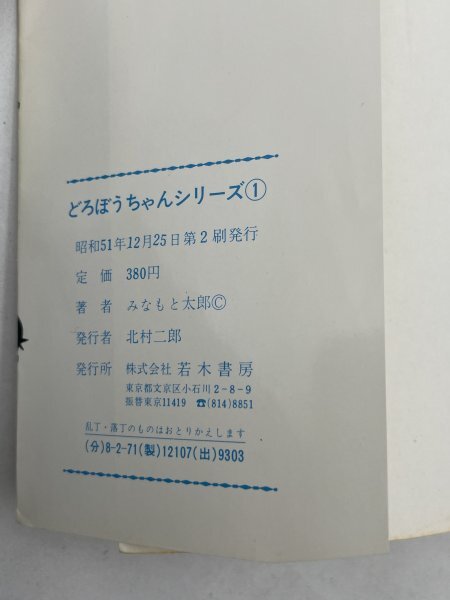 どろぼうちゃんシリーズ①
昭和51年12月25日第2刷発行
定　価　380円
著　者　みなもと太郎©
発行者　北村二郎
発行所　株式会社 若木書房
東京都文京区小石川2-8-9
振替東京11419　☎(814)8851
乱丁・落丁のものはおとりかえします
(分)8-2-71(製)12107(出)9303